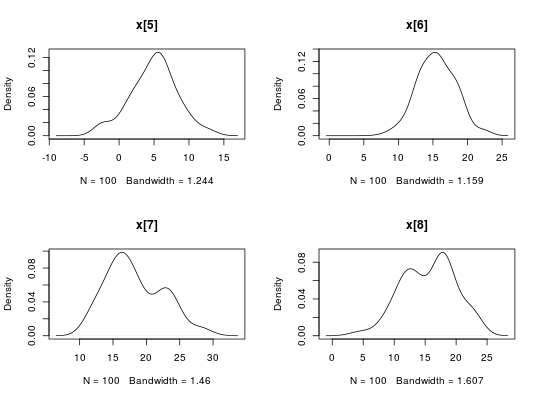 x[5]
x[6]
Density
0.00
0.06
0.12
-10 -5 0 5 10 15
N = 100 Bandwidth = 1.244
Density
0.00
0.06
0.12
0 5 10 15 20 25
N = 100 Bandwidth = 1.159
x[7]
x[8]
Density
0.00
0.04
0.08
10 15 20 25 30
N = 100 Bandwidth = 1.46
Density
0.00
0.04
0.08
0 5 10 15 20 25
N = 100 Bandwidth = 1.607